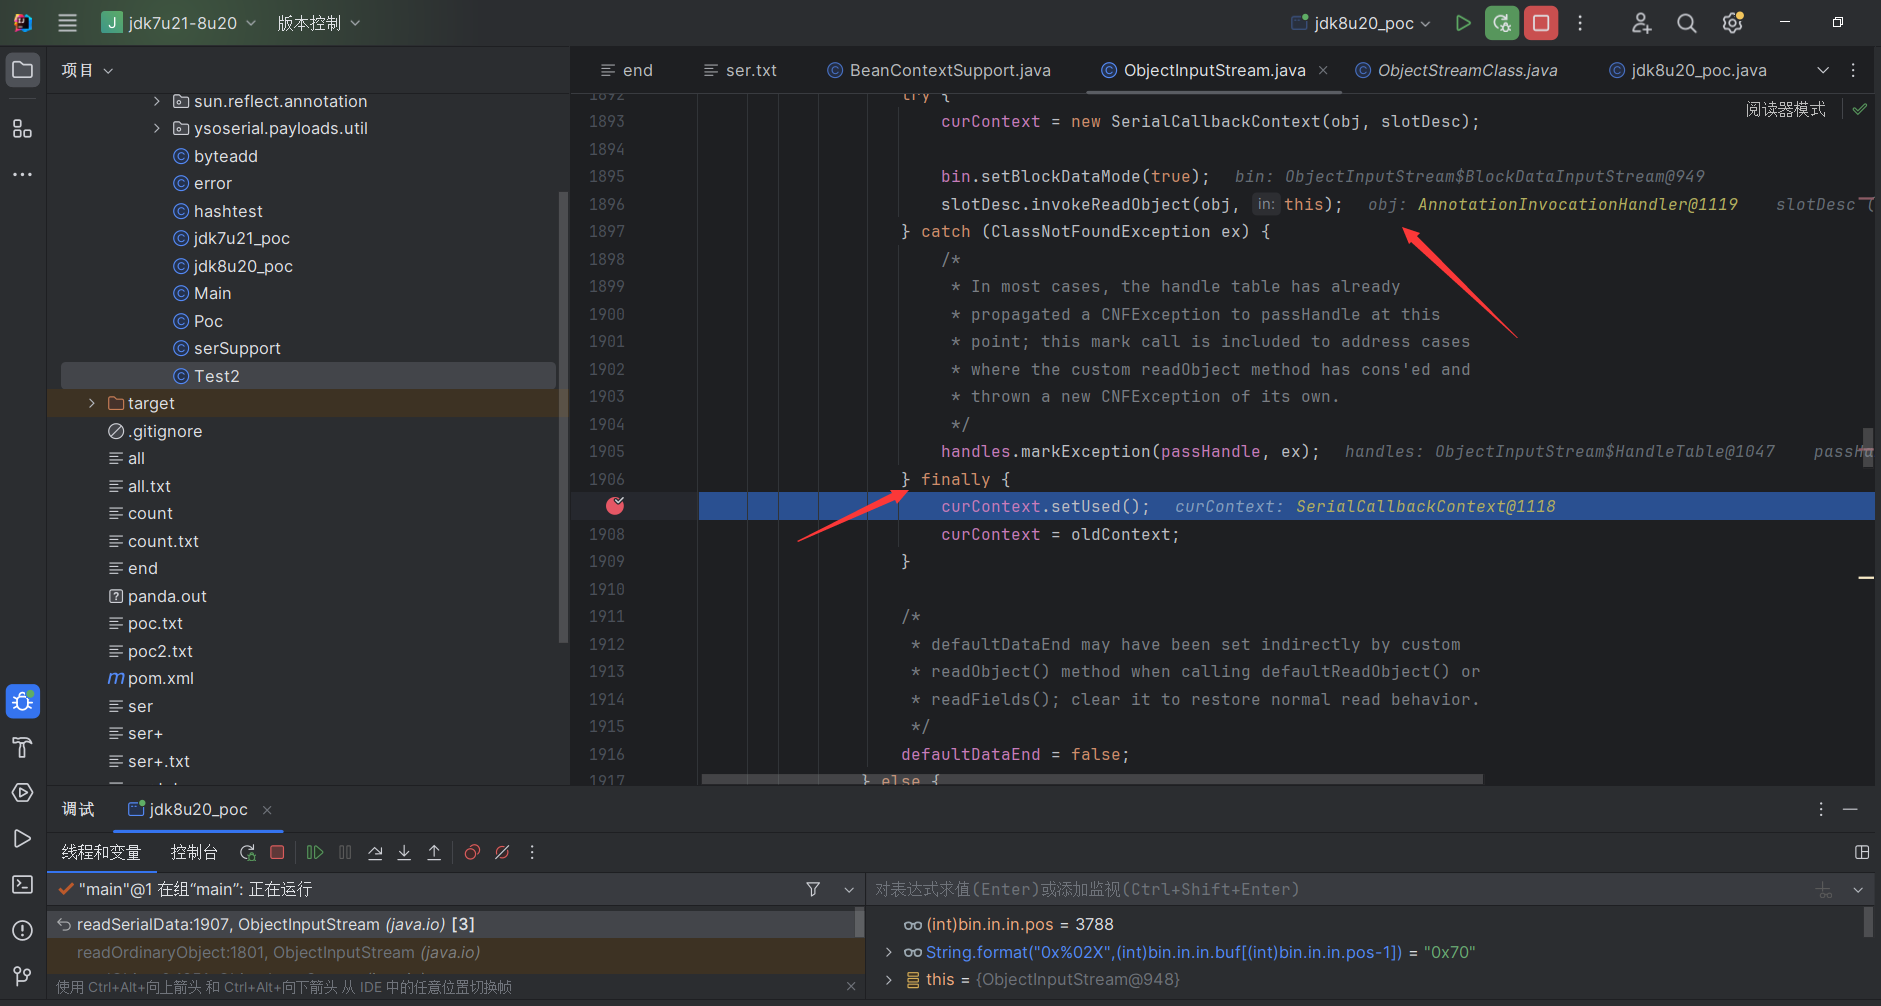 J jdk7u21-8u20 版本控制 jdk8u20_poc
项目
sun.reflect.annotation
ysoserial.payloads.util
byteadd
error
hashtest
jdk7u21_poc
jdk8u20_poc
Main
Poc
serSupport
Test2
target
.gitignore
all
all.txt
count
count.txt
end
panda.out
poc.txt
poc2.txt
pom.xml
ser
ser+
ser+.txt
end ser.txt BeanContextSupport.java ObjectInputStream.java ObjectStreamClass.java jdk8u20_poc.java
阅读器模式
1892 try {
1893 curContext = new SerialCallbackContext(obj, slotDesc);
1894
1895 bin.setBlockDataMode(true); bin: ObjectInputStream$BlockDataInputStream@949
1896 slotDesc.invokeReadObject(obj, in: this); obj: AnnotationInvocationHandler@1119 slotDesc
1897 } catch (ClassNotFoundException ex) {
1898 /*
1899 * In most cases, the handle table has already
1900 * propagated a CNFException to passHandle at this
1901 * point; this mark call is included to address cases
1902 * where the custom readObject method has cons'ed and
1903 * thrown a new CNFException of its own.
1904 */
1905 handles.markException(passHandle, ex); handles: ObjectInputStream$HandleTable@1047
1906 } finally {
curContext.setUsed(); curContext: SerialCallbackContext@1118
1908 curContext = oldContext;
1909 }
1910
1911 /*
1912 * defaultDataEnd may have been set indirectly by custom
1913 * readObject() method when calling defaultReadObject() or
1914 * readFields(); clear it to restore normal read behavior.
1915 */
1916 defaultDataEnd = false;
1917 } else {
调试 jdk8u20_poc
线程和变量 控制台
"main"@1 在组“main”: 正在运行
readSerialData:1907, ObjectInputStream (java.io) [3]
readOrdinaryObject:1801, ObjectInputStream (java.io)
使用 Ctrl+Alt+向上箭头 和 Ctrl+Alt+向下箭头 从 IDE 中的任意位置切换帧
对表达式求值(Enter)或添加监视(Ctrl+Shift+Enter)
(int)bin.in.in.pos = 3788
String.format("0x%02X",(int)bin.in.in.buf[(int)bin.in.in.pos-1]) = "0x70"
this = {ObjectInputStream@948}